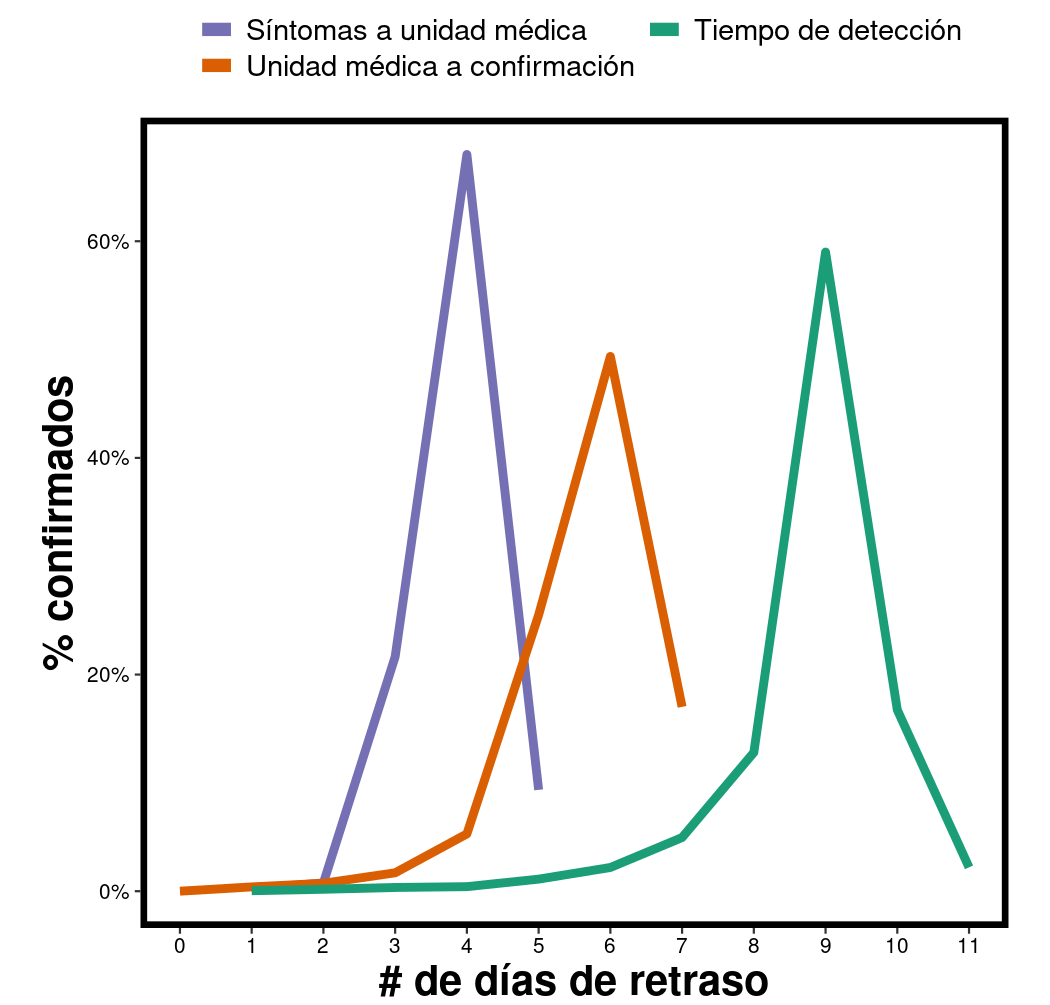 Síntomas a unidad médica
Tiempo de detección
Unidad médica a confirmación
% confirmados
60%
40%
20%
0%
0 1 2 3 4 5 6 7 8 9 10 11
# de días de retraso